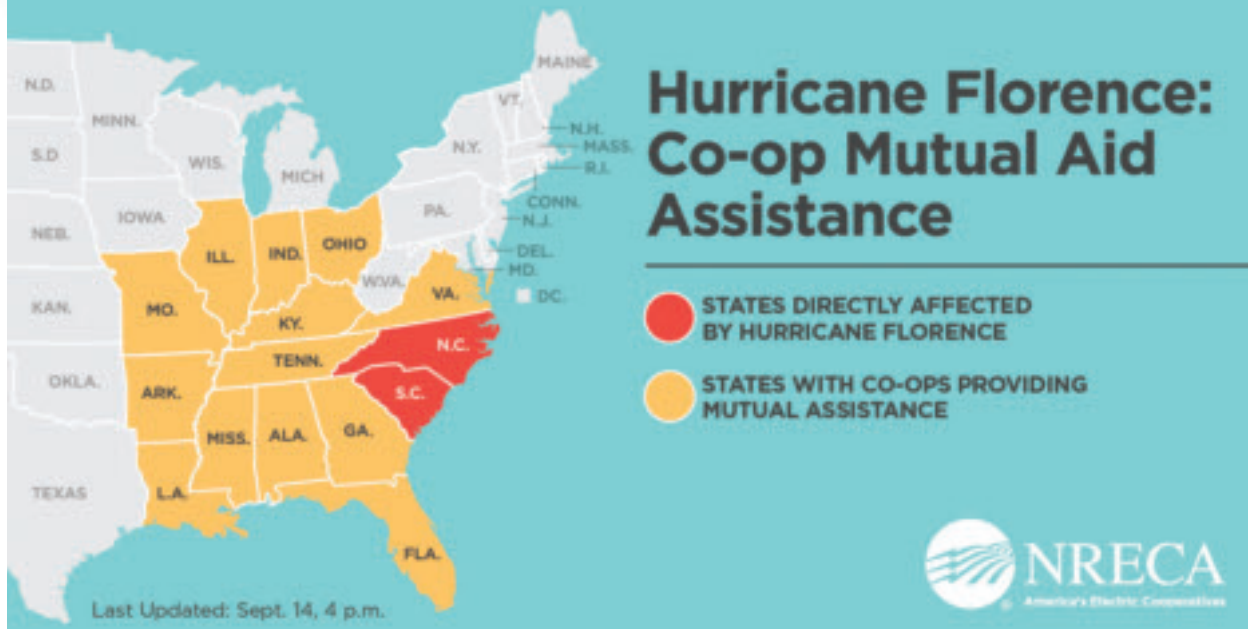 Hurricane Florence:
Co-op Mutual Aid
Assistance
STATES DIRECTLY AFFECTED
BY HURRICANE FLORENCE
STATES WITH CO-OPS PROVIDING
MUTUAL ASSISTANCE
MAINE
N.D.
VT.
MINN.
N.H.
MASS.
N.Y.
S.D
WIS.
R.I.
MICH
CONN.
PA.
IOWA
N.J.
NEB.
OHIO
IND.
ILL.
DEL.
MD.
W.VA.
VA.
DC.
KAN.
MO.
KY.
N.C.
TENN.
OKLA.
ARK.
S.C.
MISS.
ALA.
GA.
TEXAS
L.A.
FLA.
Last Updated: Sept. 14, 4 p.m.
NRECA
America's Electric Cooperatives
®